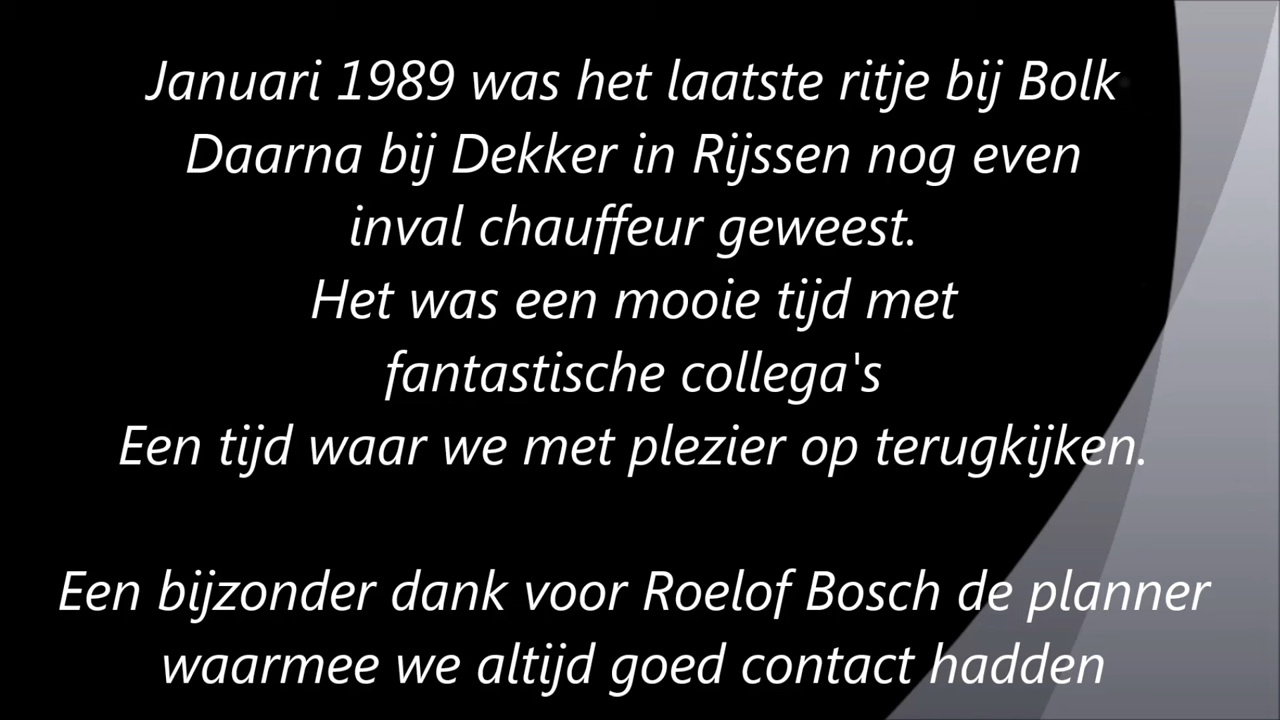 Januari 1989 was het laatste ritje bij Bolk
Daarna bij Dekker in Rijssen nog even
inval chauffeur geweest.
Het was een mooie tijd met
fantastische collega's
Een tijd waar we met plezier op terugkijken.
Een bijzonder dank voor Roelof Bosch de planner
waarmee we altijd goed contact hadden